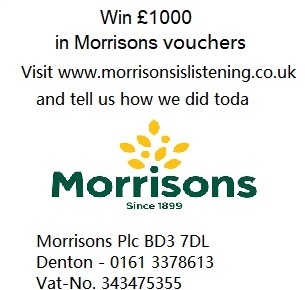 Win £1000
in Morrisons vouchers
Visit www.morrisonsislistening.co.uk
and tell us how we did toda
Morrisons
Since 1899
Morrisons Plc BD3 7DL
Denton - 0161 3378613
Vat-No. 343475355